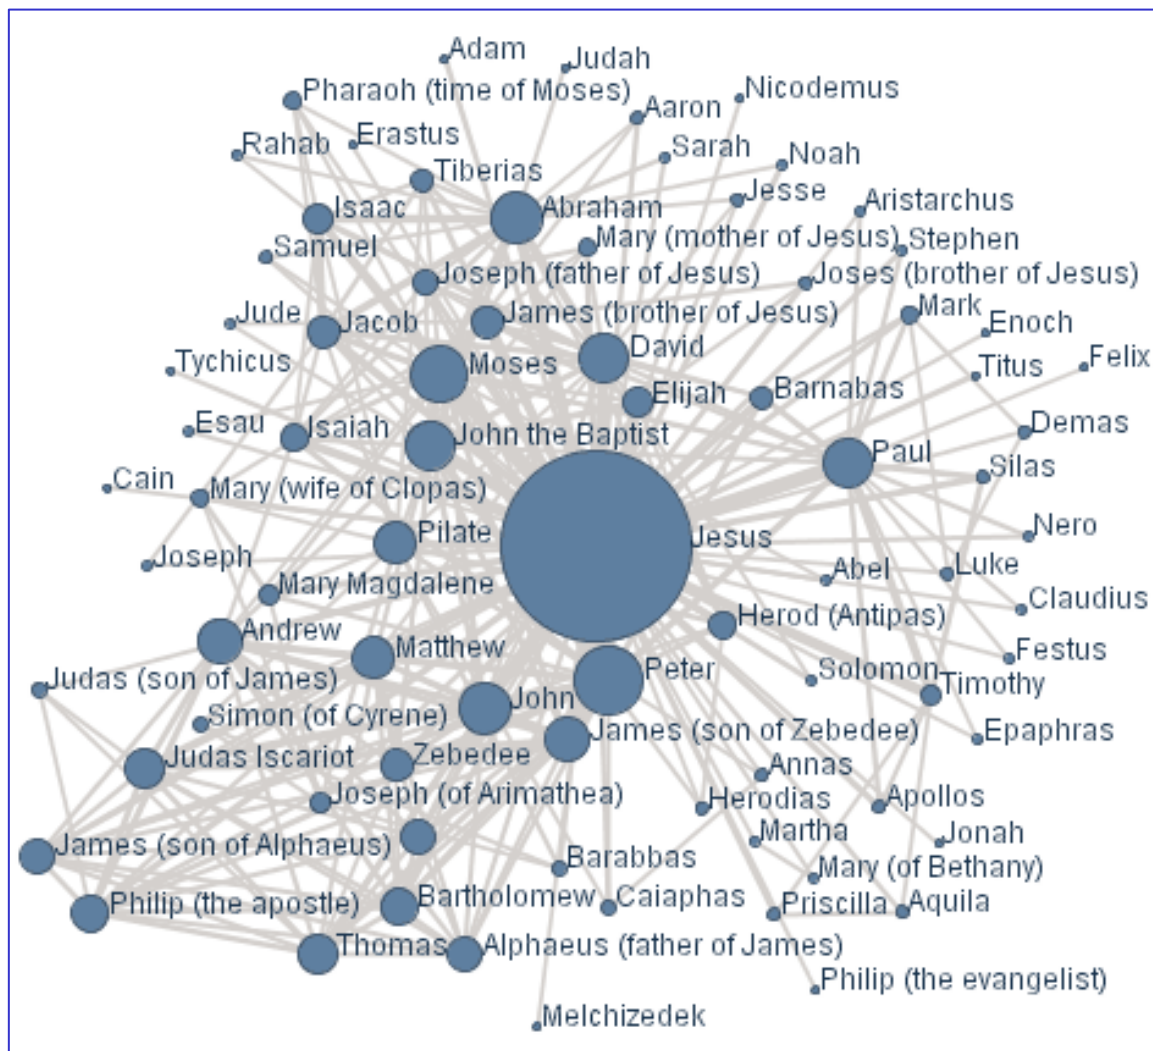 Adam
Judah
Pharaoh (time of Moses)
Nicodemus
Aaron
Erastus
Rahab
Sarah
Noah
Tiberias
Jesse
Aristarchus
Isaac
Abraham
Mary (mother of Jesus)
Stephen
Samuel
Joseph (father of Jesus)
Joses (brother of Jesus)
Jude
Jacob
James (brother of Jesus)
Mark
Enoch
Tychicus
Moses
David
Titus
Felix
Elijah
Barnabas
Esau
Isaiah
John the Baptist
Paul
Demas
Silas
Cain
Mary (wife of Clopas)
Pilate
Jesus
Nero
Joseph
Abel
Luke
Mary Magdalene
Claudius
Andrew
Matthew
Herod (Antipas)
Festus
Judas (son of James)
Peter
Solomon
Timothy
Simon (of Cyrene)
John
James (son of Zebedee)
Epaphras
Judas Iscariot
Zebedee
Annas
Joseph (of Arimathea)
Herodias
Apollos
James (son of Alphaeus)
Martha
Jonah
Barabbas
Mary (of Bethany)
Philip (the apostle)
Bartholomew
Caiaphas
Priscilla
Aquila
Thomas
Alphaeus (father of James)
Philip (the evangelist)
Melchizedek